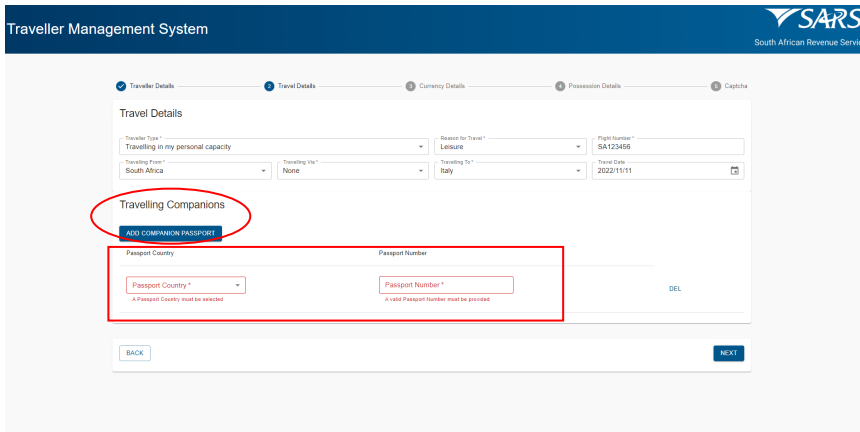 Traveller Management System
SARS
South African Revenue Servi
Traveller Details 2 Travel Details 3 Currency Details 4 Possession Details 5 Captcha
Travel Details
Traveller Type * Reason for Travel * Flight Number *
Travelling in my personal capacity Leisure SA123456
Travelling From * Travelling Via * Travelling To * Travel Date
South Africa None Italy 2022/11/11
Travelling Companions
ADD COMPANION PASSPORT
Passport Country Passport Number
Passport Country * Passport Number *
DEL
A Passport Country must be selected A valid Passport Number must be provided
BACK NEXT